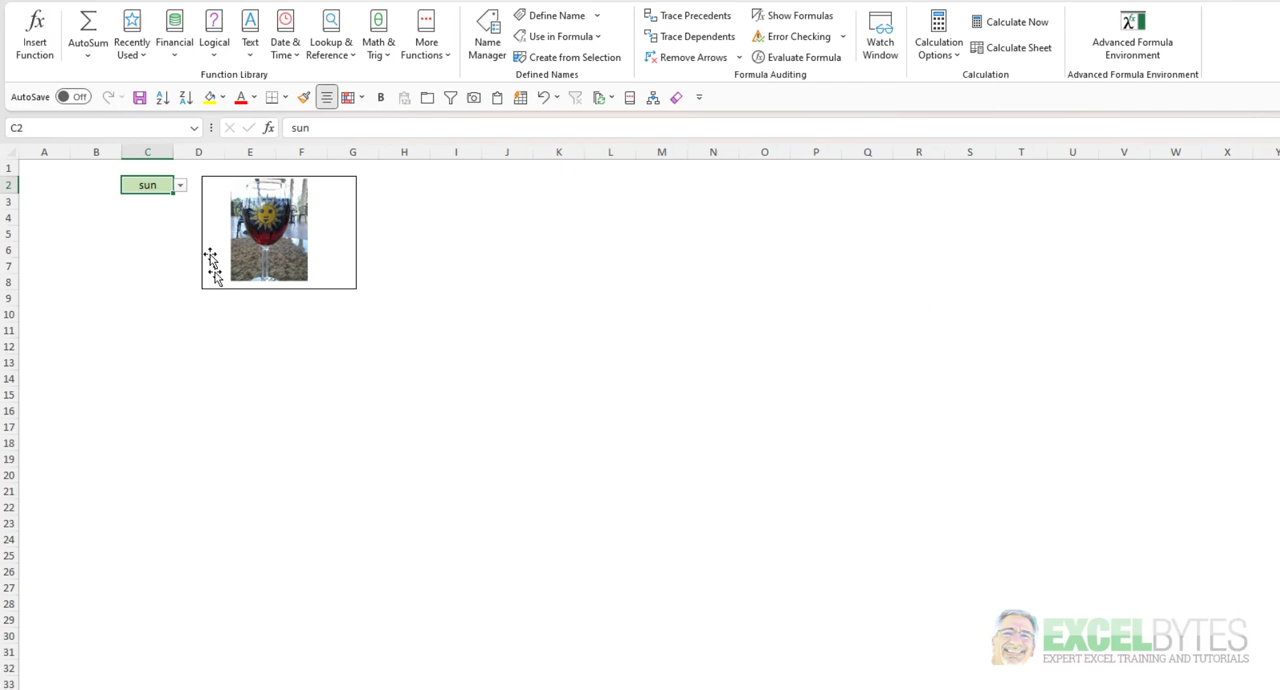 Insert Function
AutoSum
Recently Used
Financial
Logical
Text
Date & Time
Lookup & Reference
Math & Trig
More Functions
Function Library
Name Manager
Define Name
Use in Formula
Create from Selection
Defined Names
Trace Precedents
Trace Dependents
Remove Arrows
Show Formulas
Error Checking
Evaluate Formula
Formula Auditing
Watch Window
Calculation Options
Calculate Now
Calculate Sheet
Calculation
Advanced Formula Environment
Advanced Formula Environment
AutoSave Off
C2 fx sun
A B C D E F G H I J K L M N O P Q R S T U V W X Y
1
2 sun
3
4
5
6
7
8
9
10
11
12
13
14
15
16
17
18
19
20
21
22
23
24
25
26
27
28
29
30
31
32
33
EXCELBYTES
EXPERT EXCEL TRAINING AND TUTORIALS